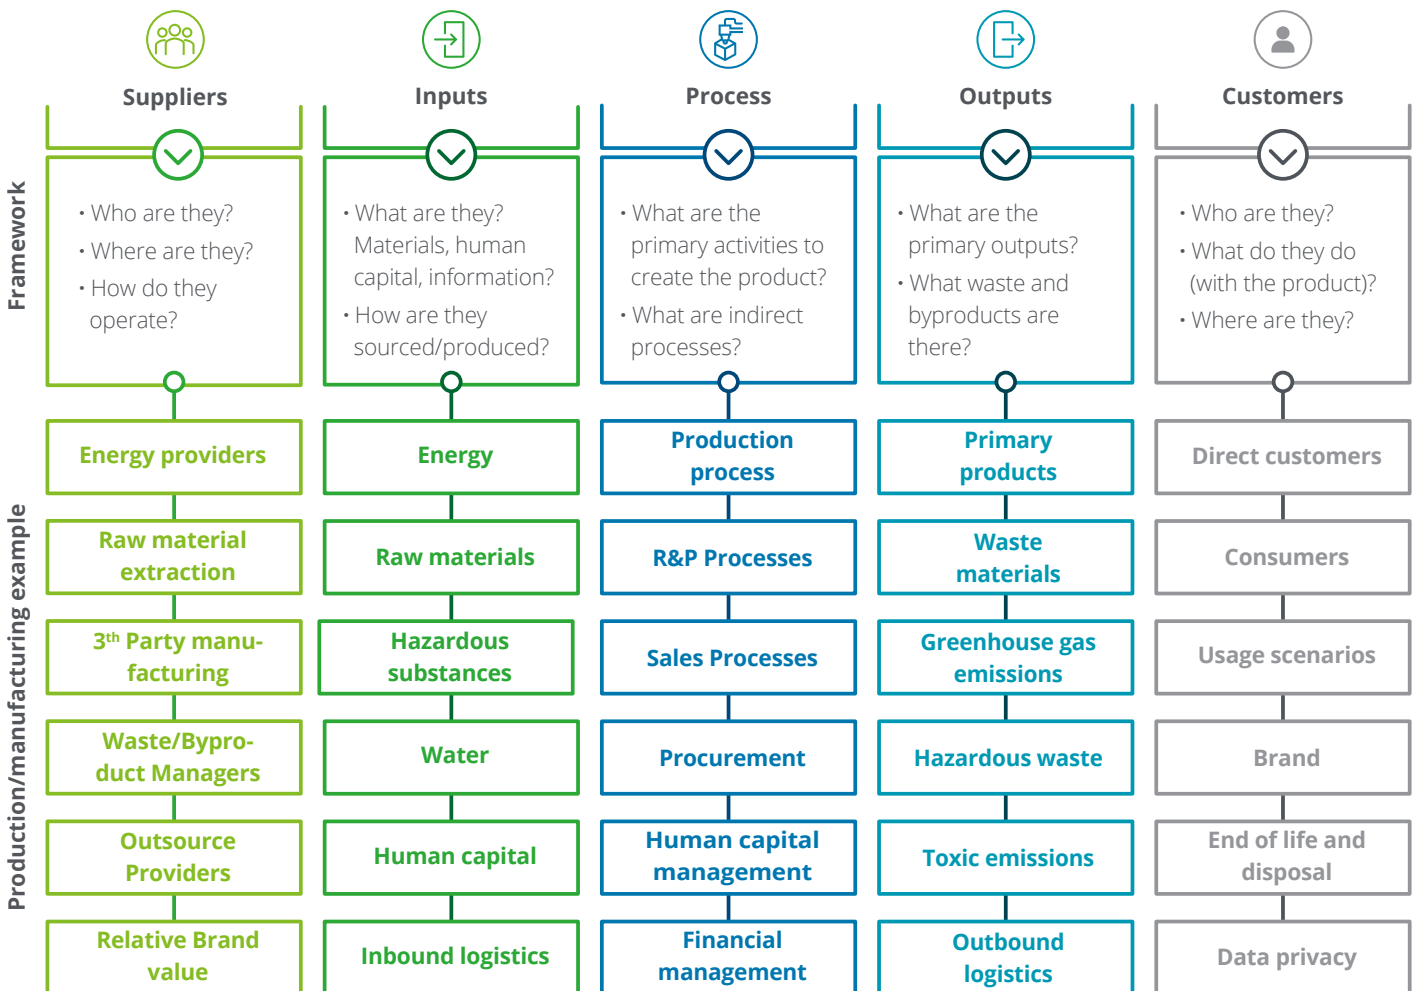 Suppliers
Inputs
Process
Outputs
Customers
Framework
• Who are they?
• Where are they?
• How do they
operate?
• What are they?
Materials, human
capital, information?
• How are they
sourced/produced?
• What are the
primary activities to
create the product?
• What are indirect
processes?
• What are the
primary outputs?
• What waste and
byproducts are
there?
• Who are they?
• What do they do
(with the product)?
• Where are they?
Production/manufacturing example
Energy providers
Energy
Production
process
Primary
products
Direct customers
Raw material
extraction
Raw materials
R&P Processes
Waste
materials
Consumers
3th Party manu-
facturing
Hazardous
substances
Sales Processes
Greenhouse gas
emissions
Usage scenarios
Waste/Bypro-
duct Managers
Water
Procurement
Hazardous waste
Brand
Outsource
Providers
Human capital
Human capital
management
Toxic emissions
End of life and
disposal
Relative Brand
value
Inbound logistics
Financial
management
Outbound
logistics
Data privacy